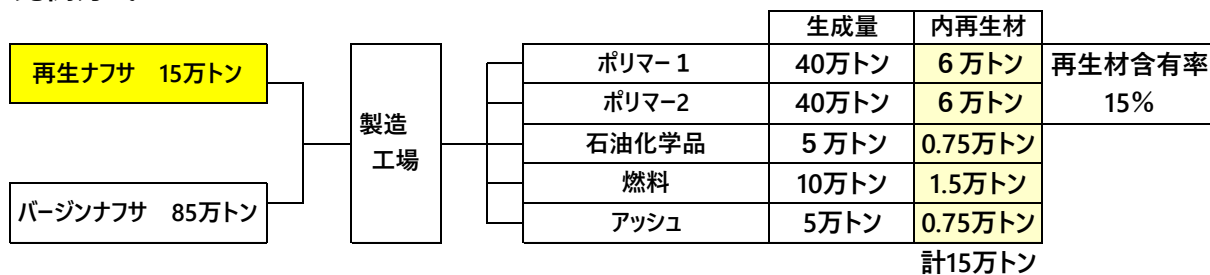 生成量 内再生材
再生ナフサ 15万トン
ポリマー1 40万トン 6万トン 再生材含有率
ポリマー2 40万トン 6万トン 15%
製造
工場
石油化学品 5万トン 0.75万トン
燃料 10万トン 1.5万トン
バージンナフサ 85万トン
アッシュ 5万トン 0.75万トン
計15万トン